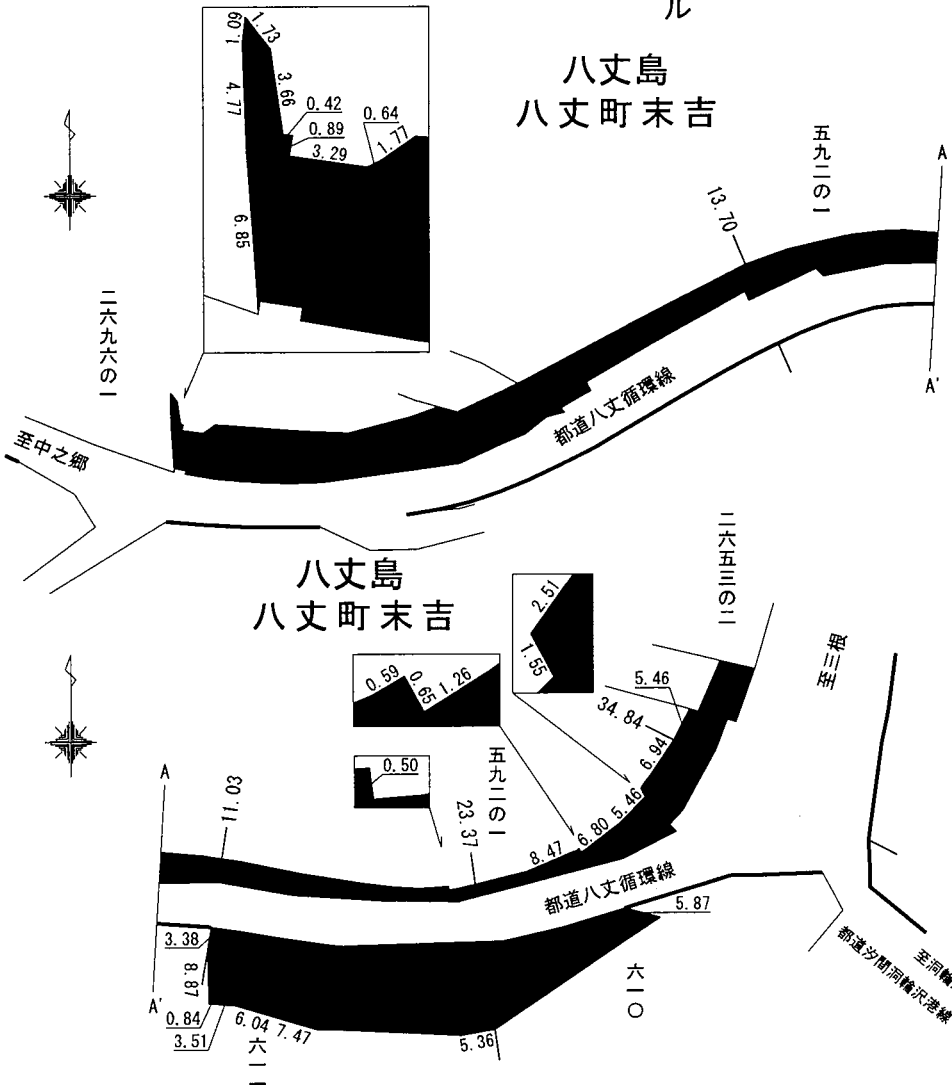 ル
八丈島
八丈町末吉
1.09
1.73
4.77
3.66
0.42
0.89
3.29
0.64
1.77
6.85
五九二の一
A
13.70
二六九六の一
都道八丈循環線
A'
至中之郷
八丈島
八丈町末吉
二六五三の二
2.51
1.55
至三根
0.59
0.65
1.26
5.46
34.84
6.94
0.50
五九二の一
A
11.03
23.37
8.47
6.80
5.46
都道八丈循環線
5.87
3.38
8.87
A'
0.84
3.51
6.04
7.47
5.36
六一〇
六一
都道汐間洞輪沢港線
至洞輪